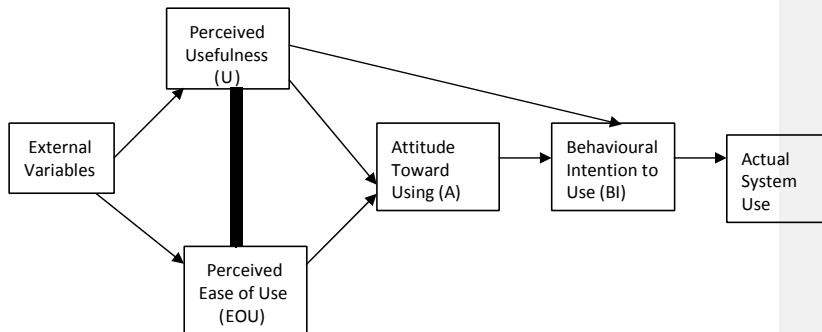 Perceived
Usefulness
(U)
External
Variables
Attitude
Toward
Using (A)
Behavioural
Intention to
Use (BI)
Actual
System
Use
Perceived
Ease of Use
(EOU)